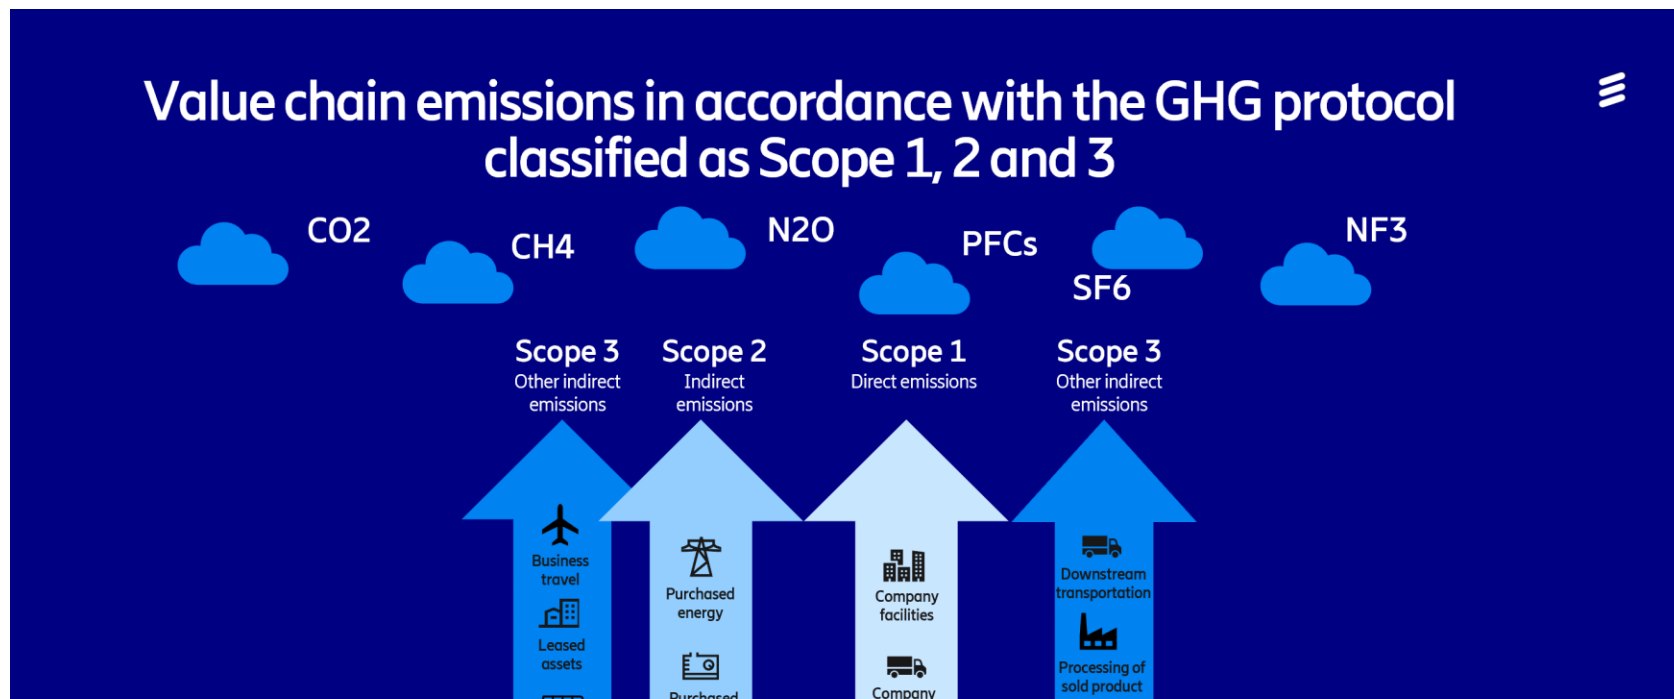 Value chain emissions in accordance with the GHG protocol
classified as Scope 1, 2 and 3
CO2
CH4
N2O
PFCs
SF6
NF3
Scope 3
Other indirect
emissions
Scope 2
Indirect
emissions
Scope 1
Direct emissions
Scope 3
Other indirect
emissions
Business
travel
Leased
assets
Purchased
energy
Purchased
Company
facilities
Company
Downstream
transportation
Processing of
sold product